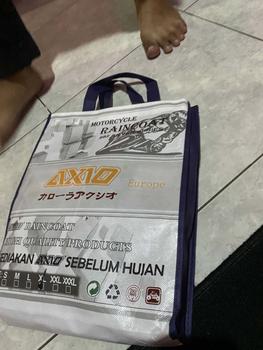 MOTORCYCLE
RAINCOAT
AXIO
Europe
カローラアクシオ
RAINCOAT
HIGH QUALITY PRODUCTS
SEDIAKAN AXIO SEBELUM HUJAN
S M L XL XXL XXXL